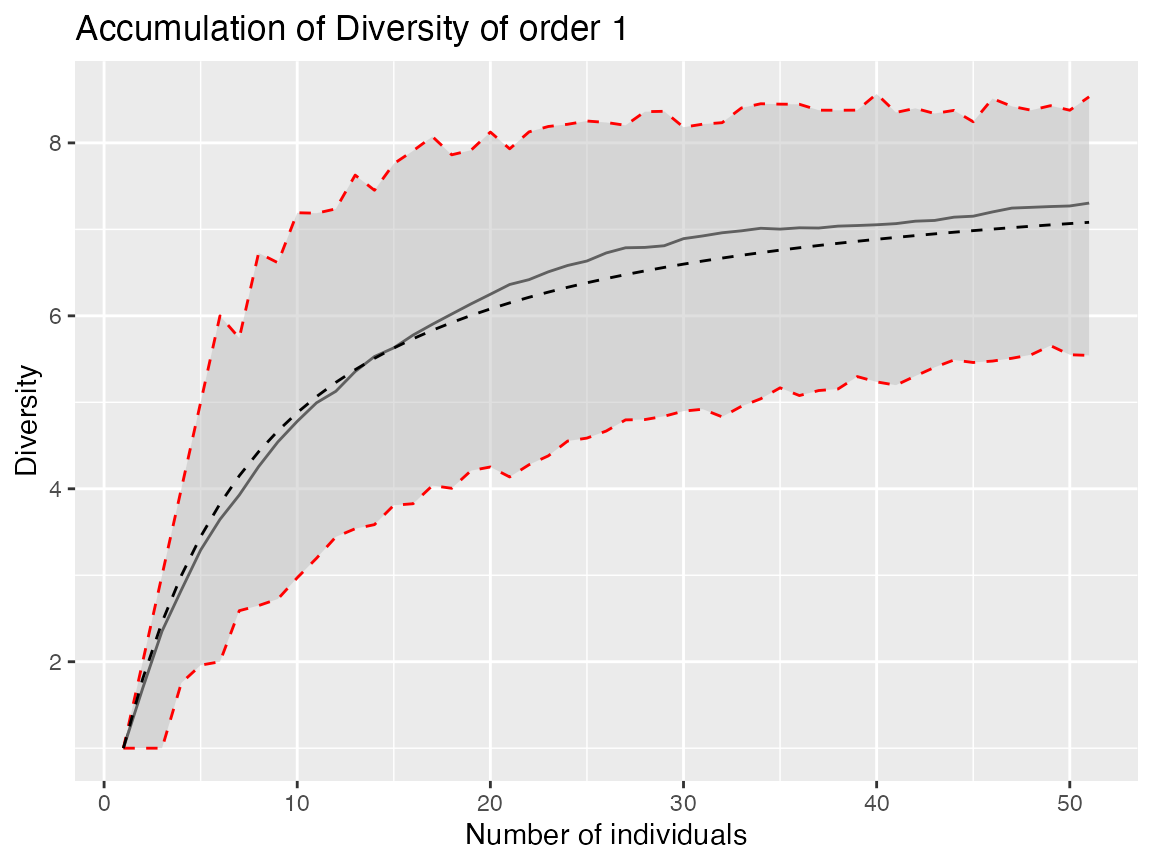 Accumulation of Diversity of order 1
Diversity
8
6
4
2
0 10 20 30 40 50
Number of individuals